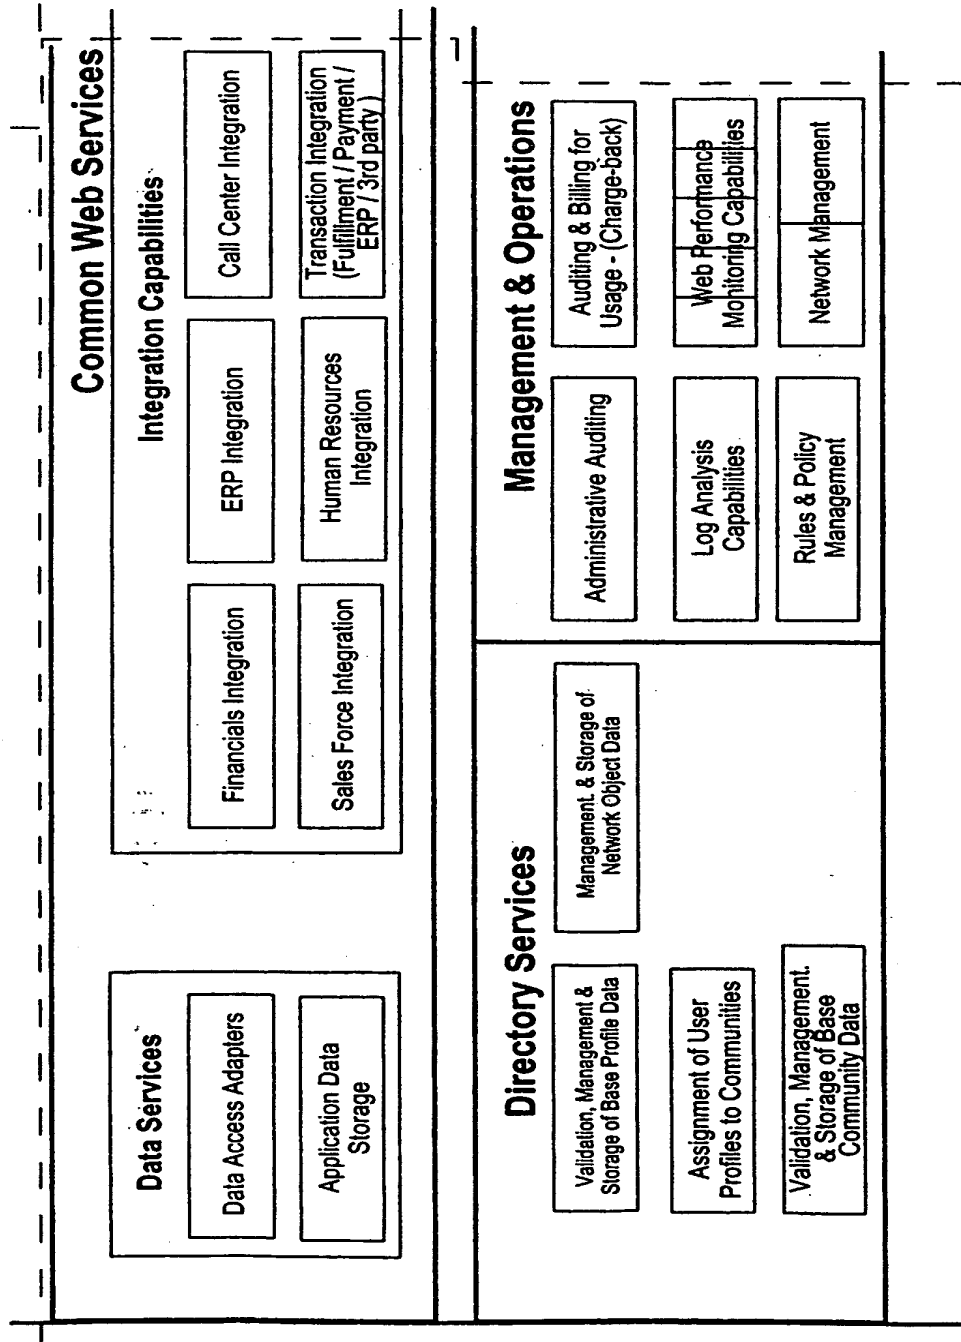 Common Web Services
Data Services
Data Access Adapters
Application Data
Storage
Integration Capabilities
Financials Integration
ERP Integration
Call Center Integration
Sales Force Integration
Human Resources
Integration
Transaction Integration
(Fulfillment / Payment /
ERP / 3rd party )
Directory Services
Validation, Management &
Storage of Base Profile Data
Management. & Storage of
Network Object Data
Assignment of User
Profiles to Communities
Validation, Management.
& Storage of Base
Community Data
Management & Operations
Administrative Auditing
Auditing & Billing for
Usage - (Charge-back)
Log Analysis
Capabilities
Web Performance
Monitoring Capabilities
Rules & Policy
Management
Network Management